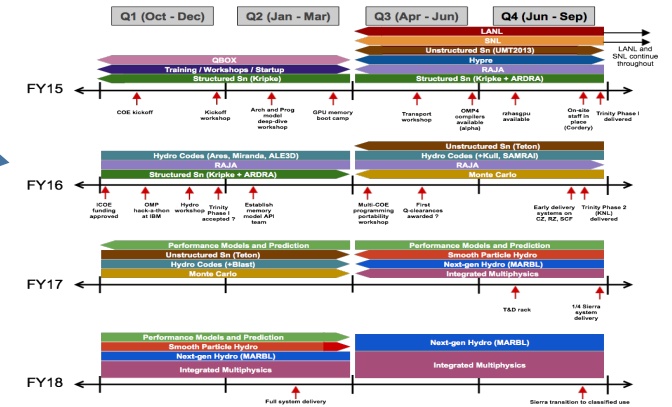 Q1 (Oct - Dec)
Q2 (Jan - Mar)
Q3 (Apr - Jun)
Q4 (Jun - Sep)
LANL
SNL
Unstructured Sn (UMT2013)
LANL and
SNL continue
throughout
QBOX
Hypre
Training / Workshops / Startup
RAJA
Structured Sn (Kripke)
Structured Sn (Kripke + ARDRA)
FY15
COE kickoff
Kickoff
workshop
Arch and Prog
model
deep-dive
workshop
GPU memory
boot camp
Transport
workshop
OMP4
compilers
available
(alpha)
rzhasgpu
available
On-site
staff in
place
(Cordery)
Trinity Phase I
delivered
Unstructured Sn (Teton)
Hydro Codes (Ares, Miranda, ALE3D)
Hydro Codes (+Kull, SAMRAI)
RAJA
RAJA
Structured Sn (Kripke + ARDRA)
Monte Carlo
FY16
ICOE
funding
approved
OMP
hack-a-thon
at IBM
Hydro
workshop
Trinity
Phase I
accepted ?
Establish
memory
model API
team
Multi-COE
programming
portability
workshop
First
Q-clearances
awarded ?
Early delivery
systems on
CZ, RZ, SCF
Trinity Phase 2
(KNL)
delivered
Performance Models and Prediction
Performance Models and Prediction
Unstructured Sn (Teton)
Smooth Particle Hydro
Hydro Codes (+Blast)
Next-gen Hydro (MARBL)
Monte Carlo
Integrated Multiphysics
FY17
T&D rack
1/4 Sierra
system
delivery
Performance Models and Prediction
Smooth Particle Hydro
Next-gen Hydro (MARBL)
Next-gen Hydro (MARBL)
Integrated Multiphysics
Integrated Multiphysics
FY18
Full system delivery
Sierra transition to classified use